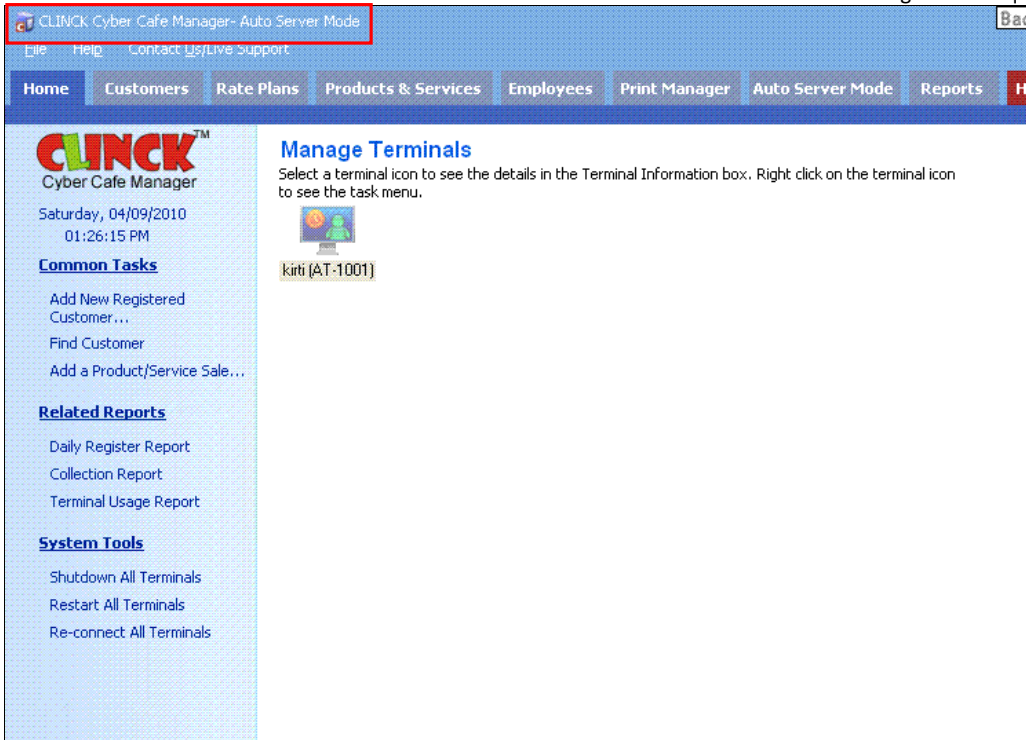 CLINCK Cyber Cafe Manager- Auto Server Mode
File Help Contact Us/Live Support
Home Customers Rate Plans Products & Services Employees Print Manager Auto Server Mode Reports
CLINCK™
Cyber Cafe Manager
Saturday, 04/09/2010
01:26:15 PM
Common Tasks
Add New Registered
Customer...
Find Customer
Add a Product/Service Sale...
Related Reports
Daily Register Report
Collection Report
Terminal Usage Report
System Tools
Shutdown All Terminals
Restart All Terminals
Re-connect All Terminals
Manage Terminals
Select a terminal icon to see the details in the Terminal Information box. Right click on the terminal icon
to see the task menu.
kirti (AT-1001)